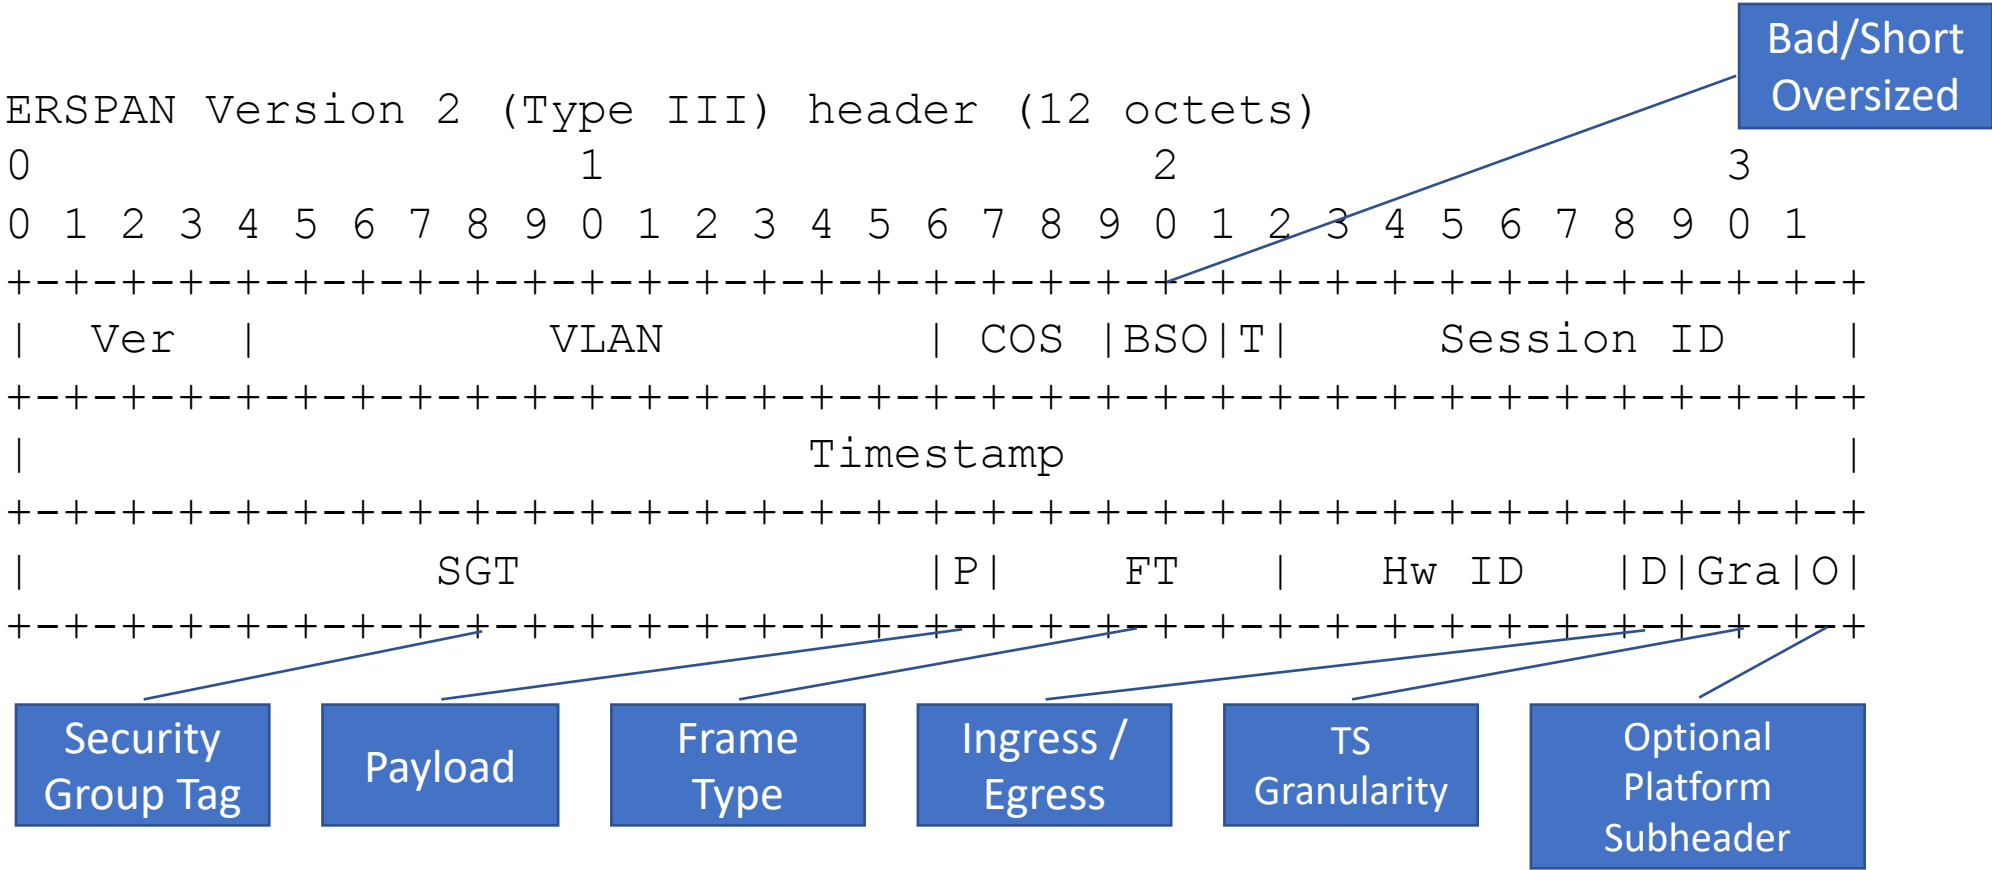 Bad/Short
Oversized
ERSPAN Version 2 (Type III) header (12 octets)
0                   1                   2                   3
0 1 2 3 4 5 6 7 8 9 0 1 2 3 4 5 6 7 8 9 0 1 2 3 4 5 6 7 8 9 0 1
+-+-+-+-+-+-+-+-+-+-+-+-+-+-+-+-+-+-+-+-+-+-+-+-+-+-+-+-+-+-+-+-+
|  Ver  |          VLAN         | COS |BSO|T|     Session ID    |
+-+-+-+-+-+-+-+-+-+-+-+-+-+-+-+-+-+-+-+-+-+-+-+-+-+-+-+-+-+-+-+-+
|                          Timestamp                            |
+-+-+-+-+-+-+-+-+-+-+-+-+-+-+-+-+-+-+-+-+-+-+-+-+-+-+-+-+-+-+-+-+
|              SGT              |P|    FT   |   Hw ID   |D|Gra|O|
+-+-+-+-+-+-+-+-+-+-+-+-+-+-+-+-+-+-+-+-+-+-+-+-+-+-+-+-+-+-+-+-+
Security
Group Tag
Payload
Frame
Type
Ingress /
Egress
TS
Granularity
Optional
Platform
Subheader